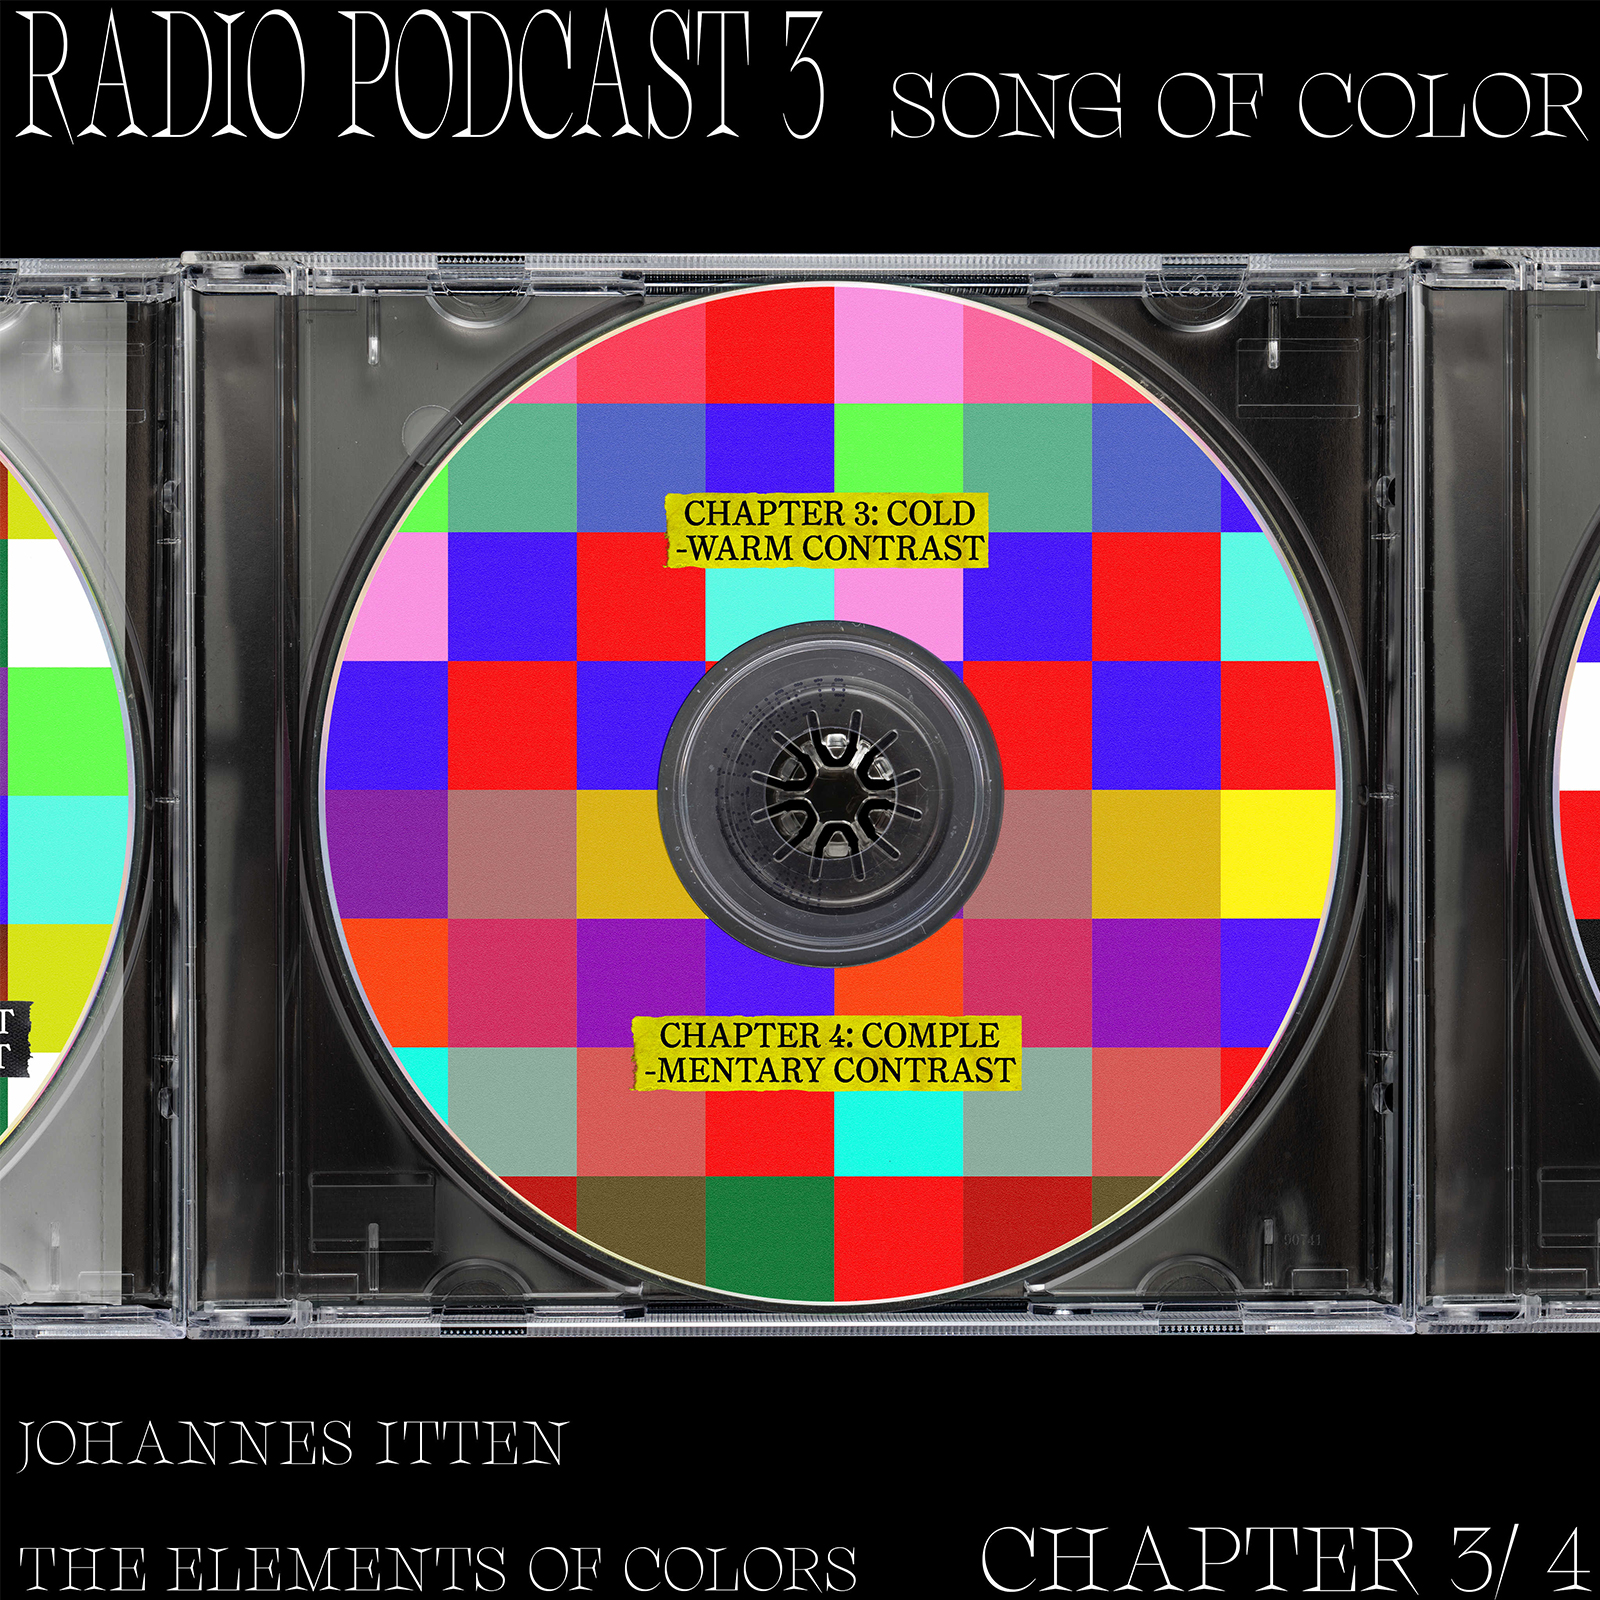 RADIO PODCAST 3 SONG OF COLOR
CHAPTER 3: COLD
-WARM CONTRAST
T
T
CHAPTER 4: COMPLE
-MENTARY CONTRAST
90741
JOHANNES ITTEN
THE ELEMENTS OF COLORS
CHAPTER 3/ 4